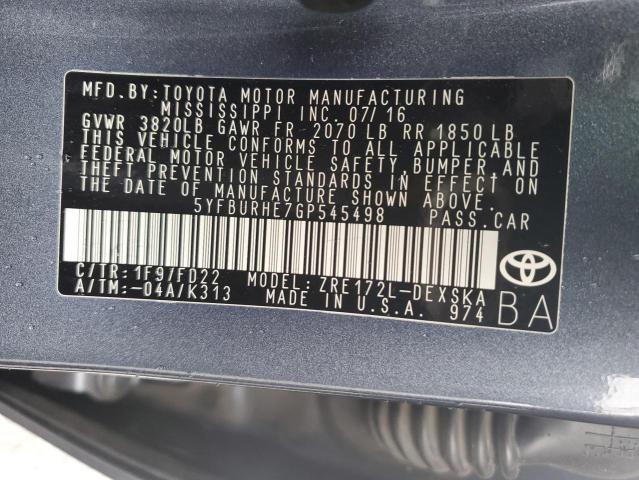 MFD. BY: TOYOTA MOTOR MANUFACTURING
MISSISSIPPI INC. 07/16
GVWR 3820LB GAWR FR 2070 LB RR 1850 LB
THIS VEHICLE CONFORMS TO ALL APPLICABLE
FEDERAL MOTOR VEHICLE SAFETY, BUMPER, AND
THEFT PREVENTION STANDARDS IN EFFECT ON
THE DATE OF MANUFACTURE SHOWN ABOVE.
5YFBURHE7GP545498 PASS. CAR
C/TR: 1F9/FD22 MODEL: ZRE172L-DEXSKA
A/TM: -04A/K313 MADE IN U.S.A. 974
BA